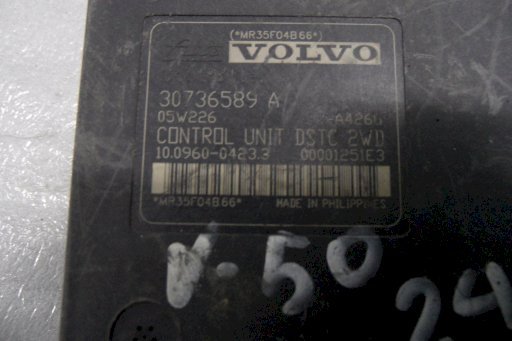 (*MR35F04B66*)
VOLVO
30736589 A
05W226
CONTROL UNIT DSTC 2WD
10.0960-0423.3 00001251E3
*MR35F04B66* MADE IN PHILIPPINES
V-50
24